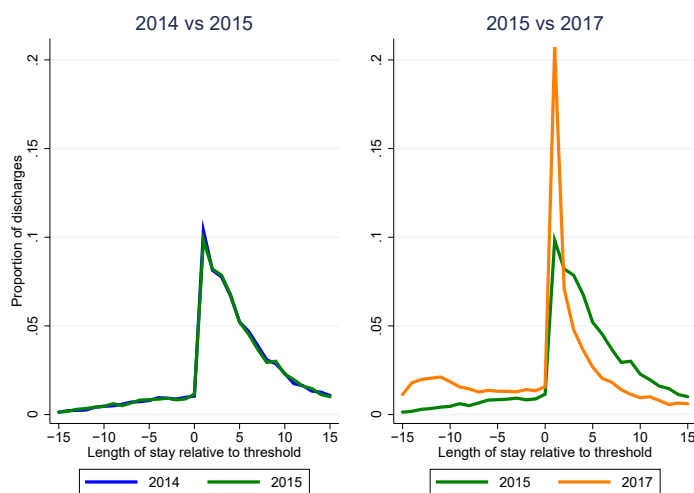 2014 vs 2015
2015 vs 2017
Proportion of discharges
.2
.15
.1
.05
0
−15 −10 −5 0 5 10 15
Length of stay relative to threshold
2014 2015
.2
.15
.1
.05
0
−15 −10 −5 0 5 10 15
Length of stay relative to threshold
2015 2017